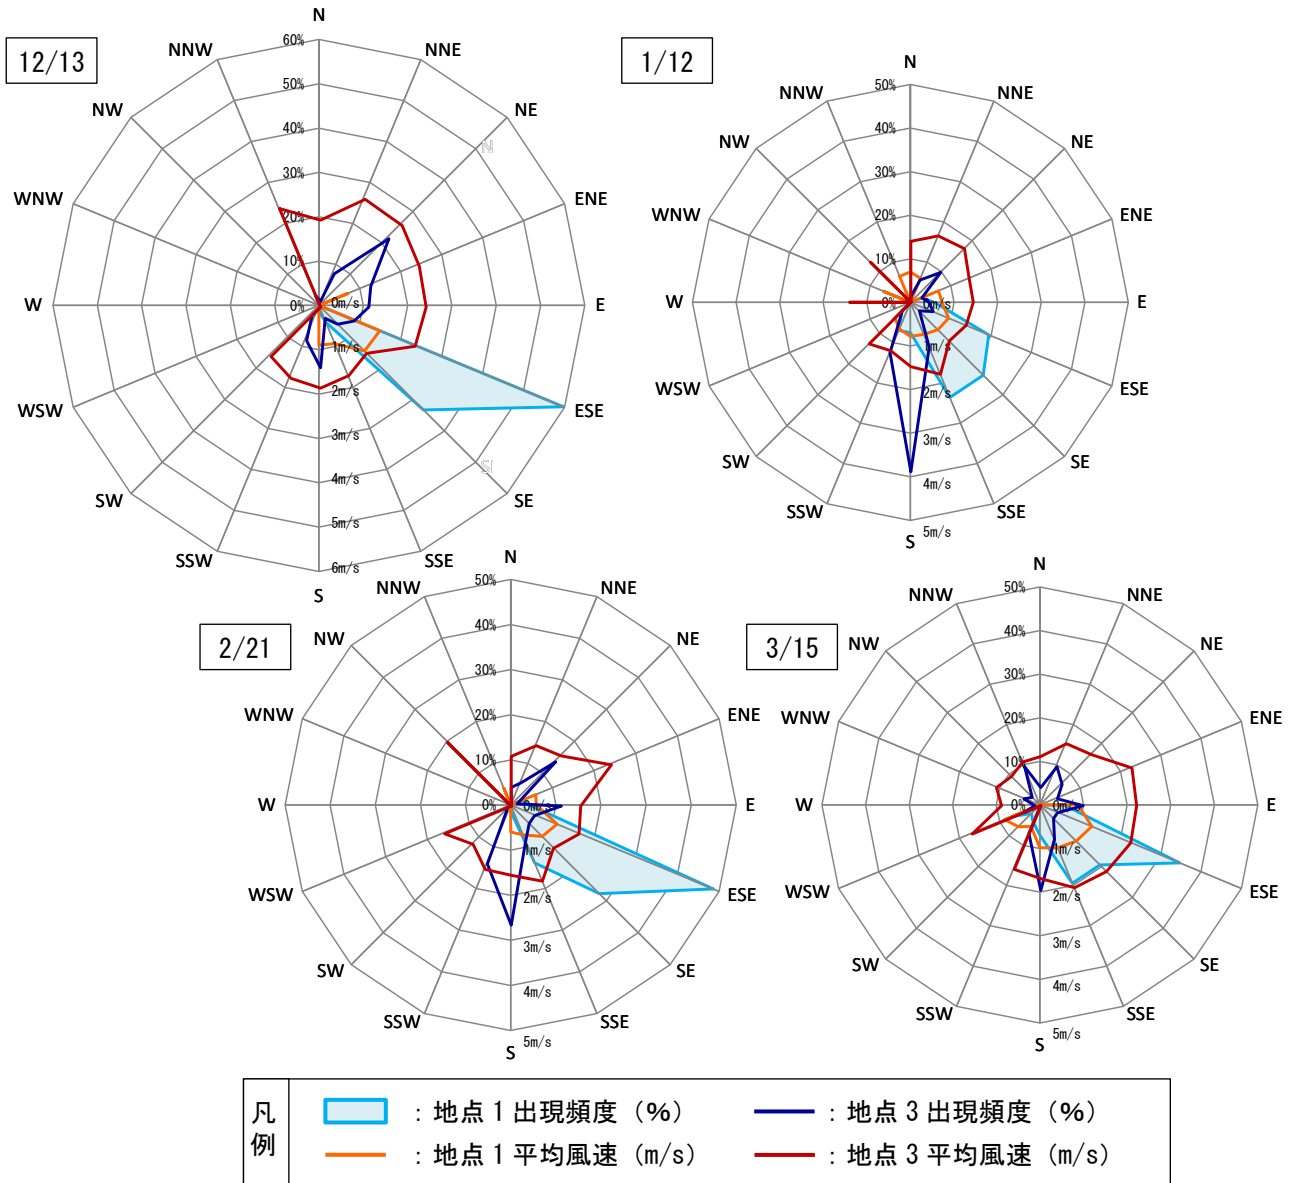 12/13
N
NNE
NE
ENE
E
ESE
SE
SSE
S
SSW
SW
WSW
W
WNW
NW
NNW
60%
50%
40%
30%
20%
10%
0%
0m/s
1m/s
2m/s
3m/s
4m/s
5m/s
6m/s
1/12
N
NNE
NE
ENE
E
ESE
SE
SSE
S
SSW
SW
WSW
W
WNW
NW
NNW
50%
40%
30%
20%
10%
0%
0m/s
1m/s
2m/s
3m/s
4m/s
5m/s
2/21
N
NNE
NE
ENE
E
ESE
SE
SSE
S
SSW
SW
WSW
W
WNW
NW
NNW
50%
40%
30%
20%
10%
0%
0m/s
1m/s
2m/s
3m/s
4m/s
5m/s
3/15
N
NNE
NE
ENE
E
ESE
SE
SSE
S
SSW
SW
WSW
W
WNW
NW
NNW
50%
40%
30%
20%
10%
0%
0m/s
1m/s
2m/s
3m/s
4m/s
5m/s
凡例
：地点1出現頻度（%）
：地点3出現頻度（%）
：地点1平均風速（m/s）
：地点3平均風速（m/s）